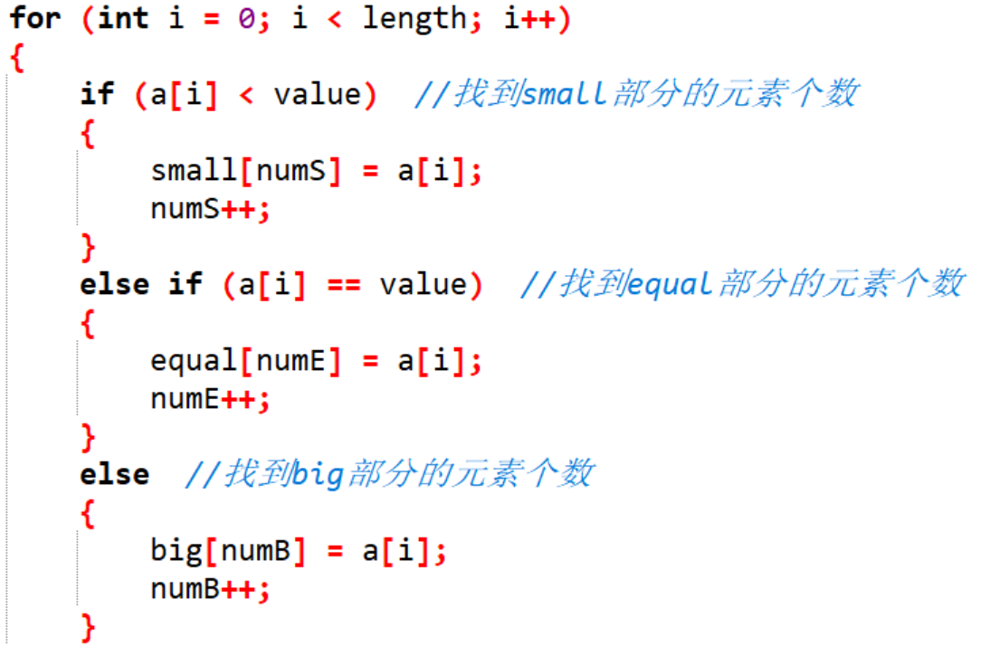 for (int i = 0; i < length; i++)
{
    if (a[i] < value)  //找到small部分的元素个数
    {
        small[numS] = a[i];
        numS++;
    }
    else if (a[i] == value)  //找到equal部分的元素个数
    {
        equal[numE] = a[i];
        numE++;
    }
    else  //找到big部分的元素个数
    {
        big[numB] = a[i];
        numB++;
    }